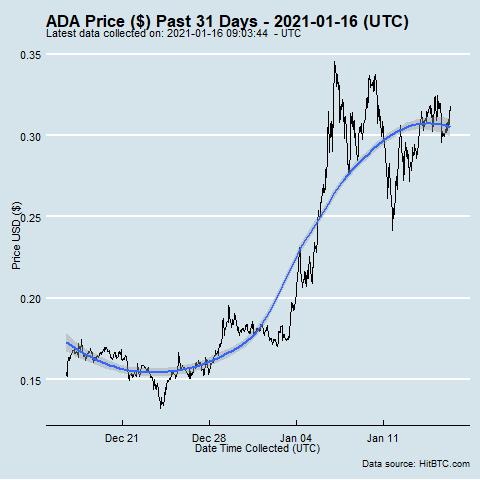 ADA Price ($) Past 31 Days - 2021-01-16 (UTC)
Latest data collected on: 2021-01-16 09:03:44  - UTC
Price USD ($)
0.35
0.30
0.25
0.20
0.15
Dec 21
Dec 28
Jan 04
Jan 11
Date Time Collected (UTC)
Data source: HitBTC.com